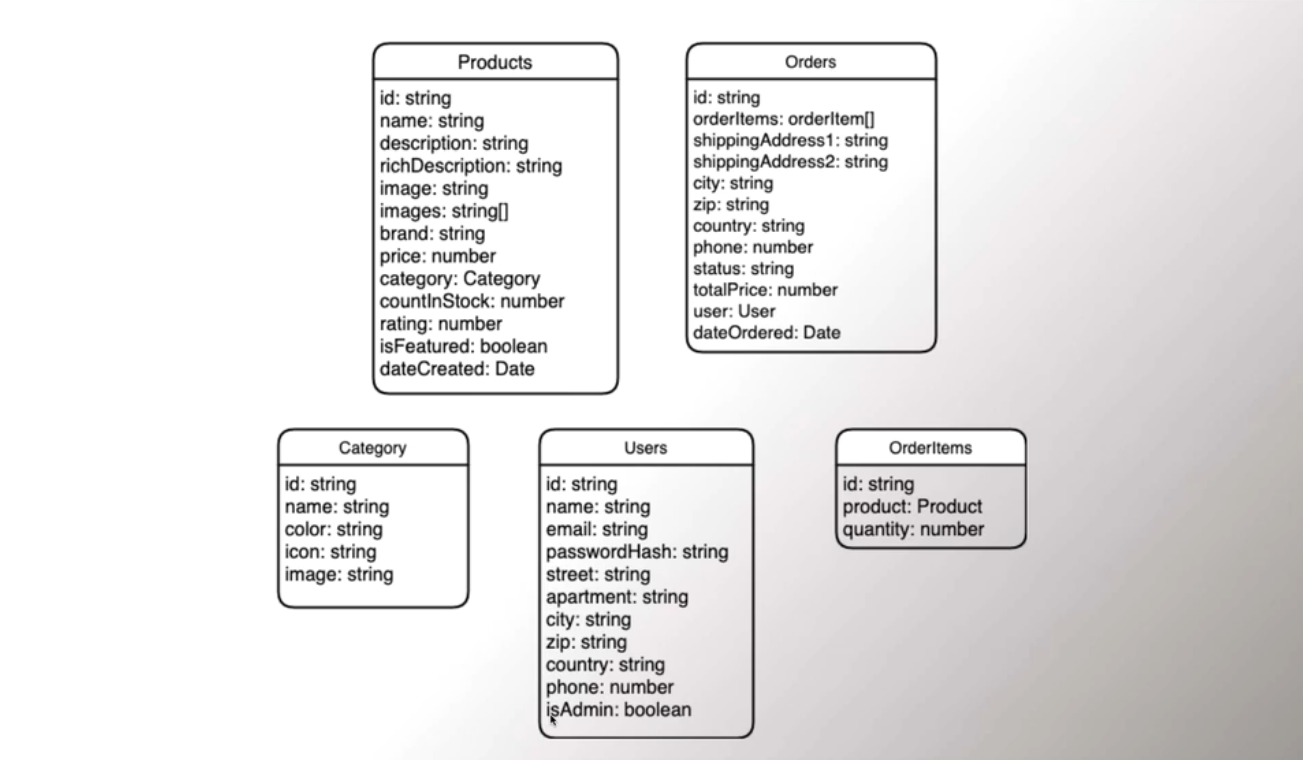 Products
id: string
name: string
description: string
richDescription: string
image: string
images: string[]
brand: string
price: number
category: Category
countInStock: number
rating: number
isFeatured: boolean
dateCreated: Date
Orders
id: string
orderItems: orderItem[]
shippingAddress1: string
shippingAddress2: string
city: string
zip: string
country: string
phone: number
status: string
totalPrice: number
user: User
dateOrdered: Date
Category
id: string
name: string
color: string
icon: string
image: string
Users
id: string
name: string
email: string
passwordHash: string
street: string
apartment: string
city: string
zip: string
country: string
phone: number
isAdmin: boolean
OrderItems
id: string
product: Product
quantity: number